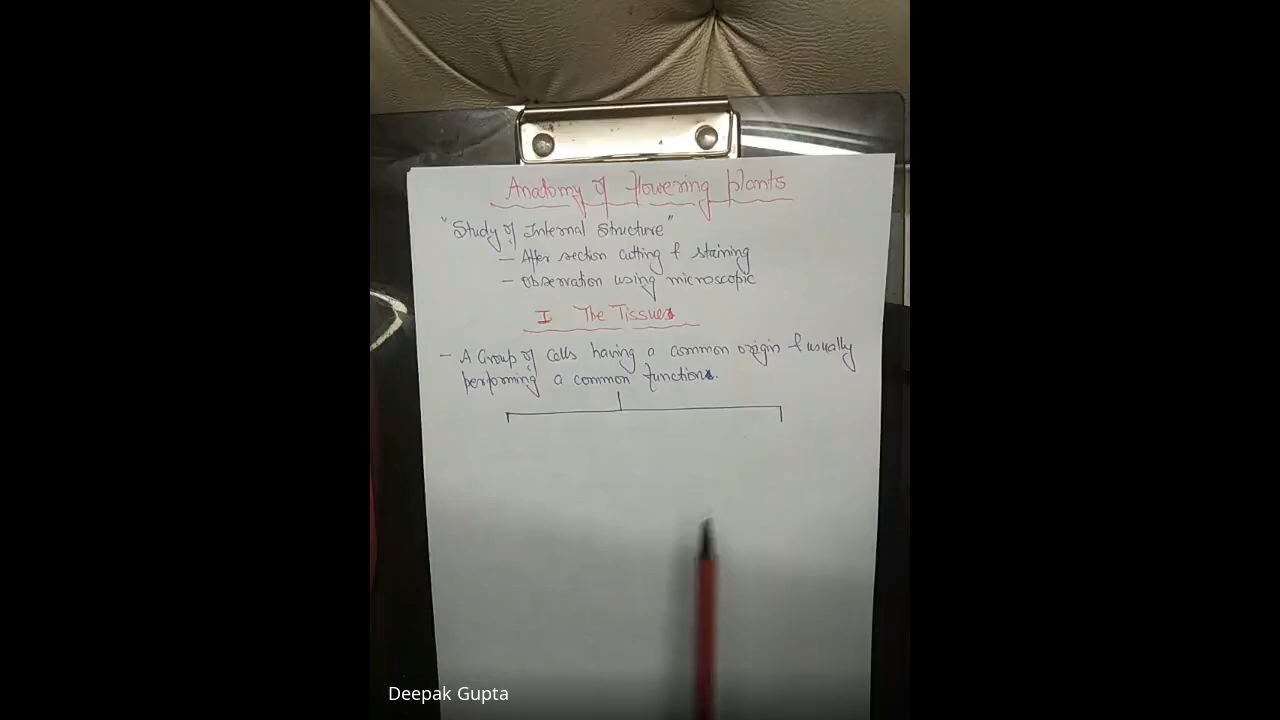 Anatomy of flowering plants
"Study of Internal structure"
— After section cutting & staining
— Observation using microscopic
I The Tissues
— A Group of cells having a common origin & usually
performing a common functions.
Deepak Gupta